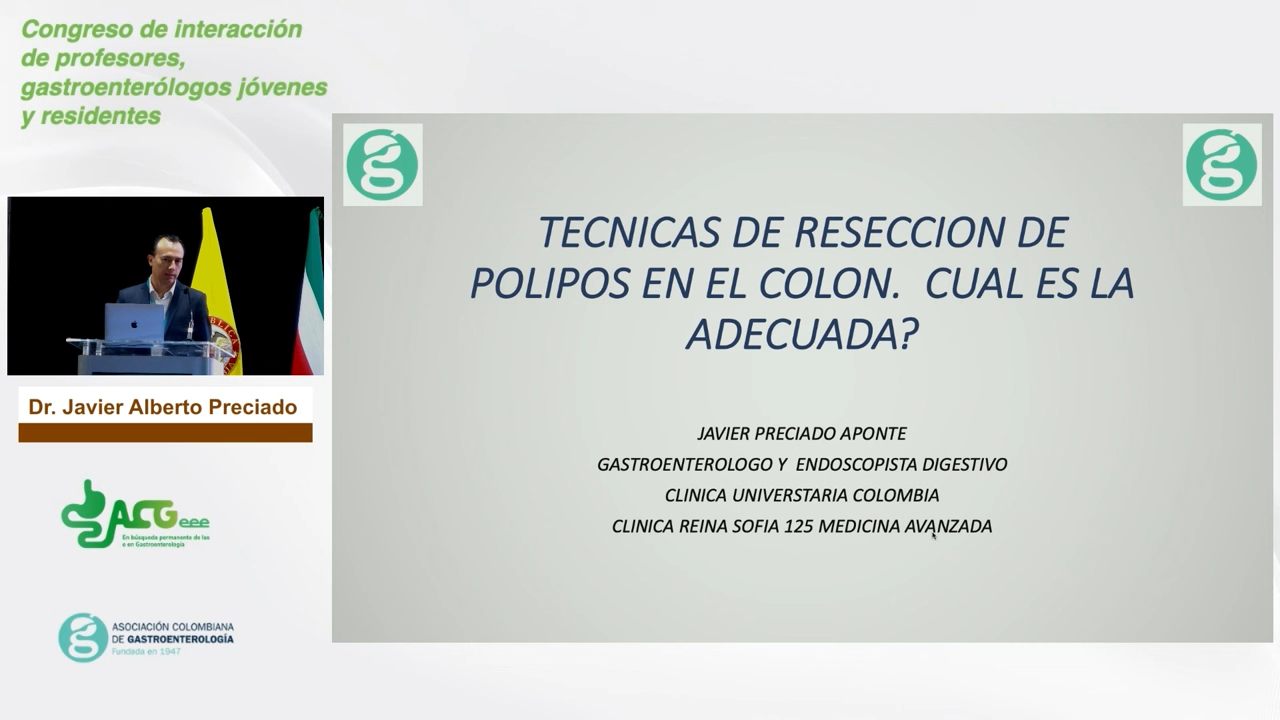 Congreso de interacción
de profesores,
gastroenterólogos jóvenes
y residentes
TECNICAS DE RESECCION DE
POLIPOS EN EL COLON. CUAL ES LA
ADECUADA?
JAVIER PRECIADO APONTE
GASTROENTEROLOGO Y ENDOSCOPISTA DIGESTIVO
CLINICA UNIVERSTARIA COLOMBIA
CLINICA REINA SOFIA 125 MEDICINA AVANZADA
Dr. Javier Alberto Preciado
ACGeee
En búsqueda permanente de las
e en Gastroenterología
ASOCIACIÓN COLOMBIANA
DE GASTROENTEROLOGÍA
Fundada en 1947